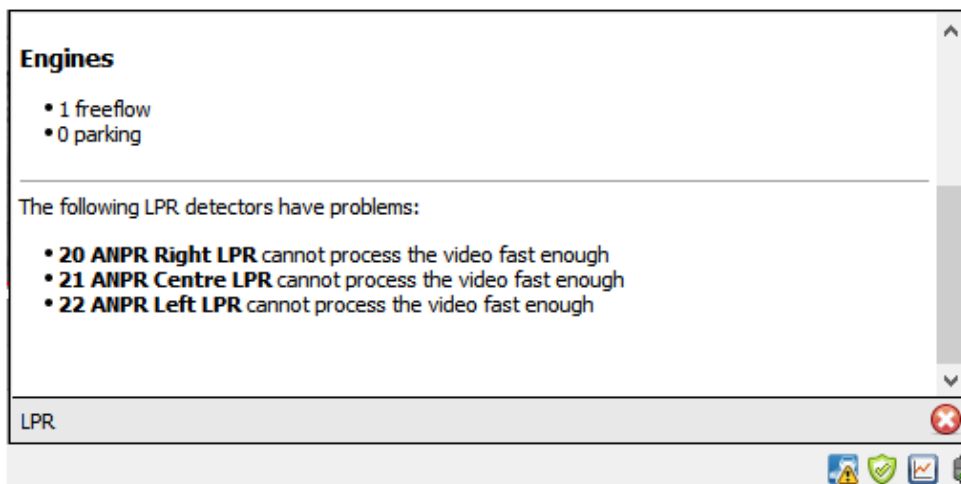 Engines
• 1 freeflow
• 0 parking
The following LPR detectors have problems:
• 20 ANPR Right LPR cannot process the video fast enough
• 21 ANPR Centre LPR cannot process the video fast enough
• 22 ANPR Left LPR cannot process the video fast enough
LPR